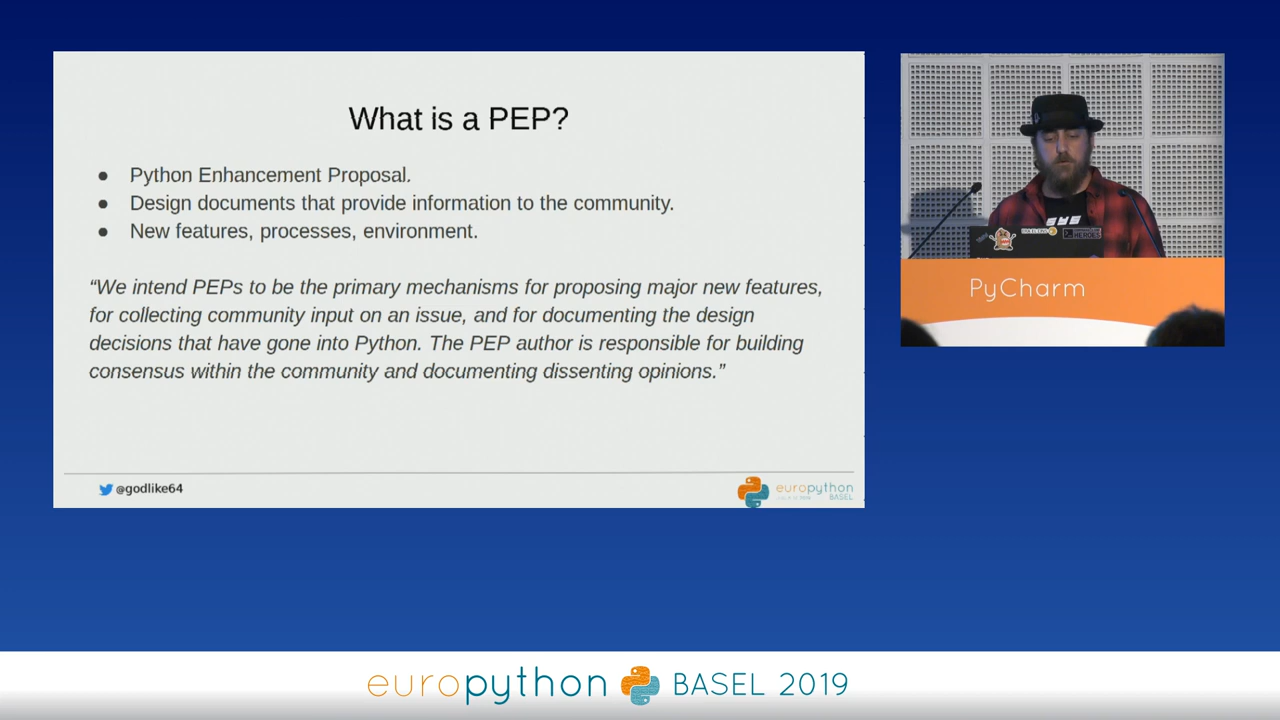 What is a PEP?
● Python Enhancement Proposal.
● Design documents that provide information to the community.
● New features, processes, environment.
“We intend PEPs to be the primary mechanisms for proposing major new features,
for collecting community input on an issue, and for documenting the design
decisions that have gone into Python. The PEP author is responsible for building
consensus within the community and documenting dissenting opinions.”
@godlike64
europython
BASEL
PyCharm
europython BASEL 2019